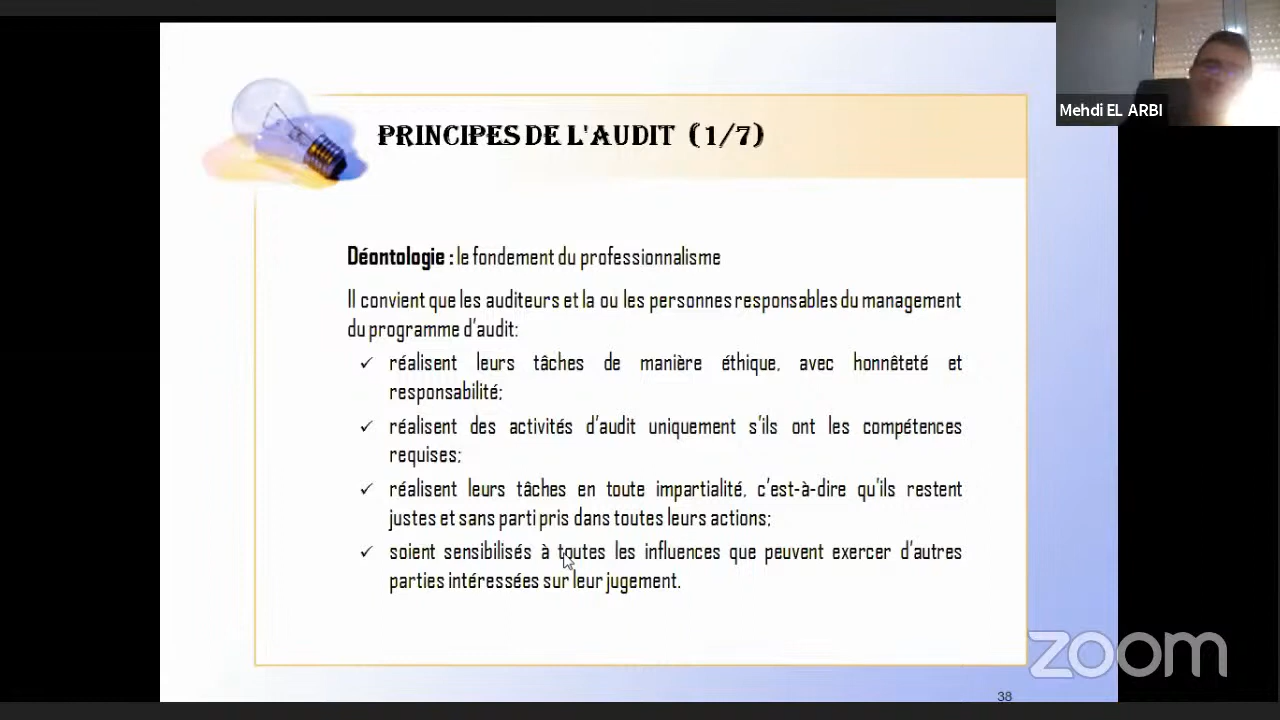 PRINCIPES DE L'AUDIT (1/7)
Mehdi EL ARBI
Déontologie : le fondement du professionnalisme
Il convient que les auditeurs et la ou les personnes responsables du management
du programme d'audit:
✓ réalisent leurs tâches de manière éthique, avec honnêteté et
responsabilité;
✓ réalisent des activités d'audit uniquement s'ils ont les compétences
requises;
✓ réalisent leurs tâches en toute impartialité, c'est-à-dire qu'ils restent
justes et sans parti pris dans toutes leurs actions;
✓ soient sensibilisés à toutes les influences que peuvent exercer d'autres
parties intéressées sur leur jugement.
zoom
38